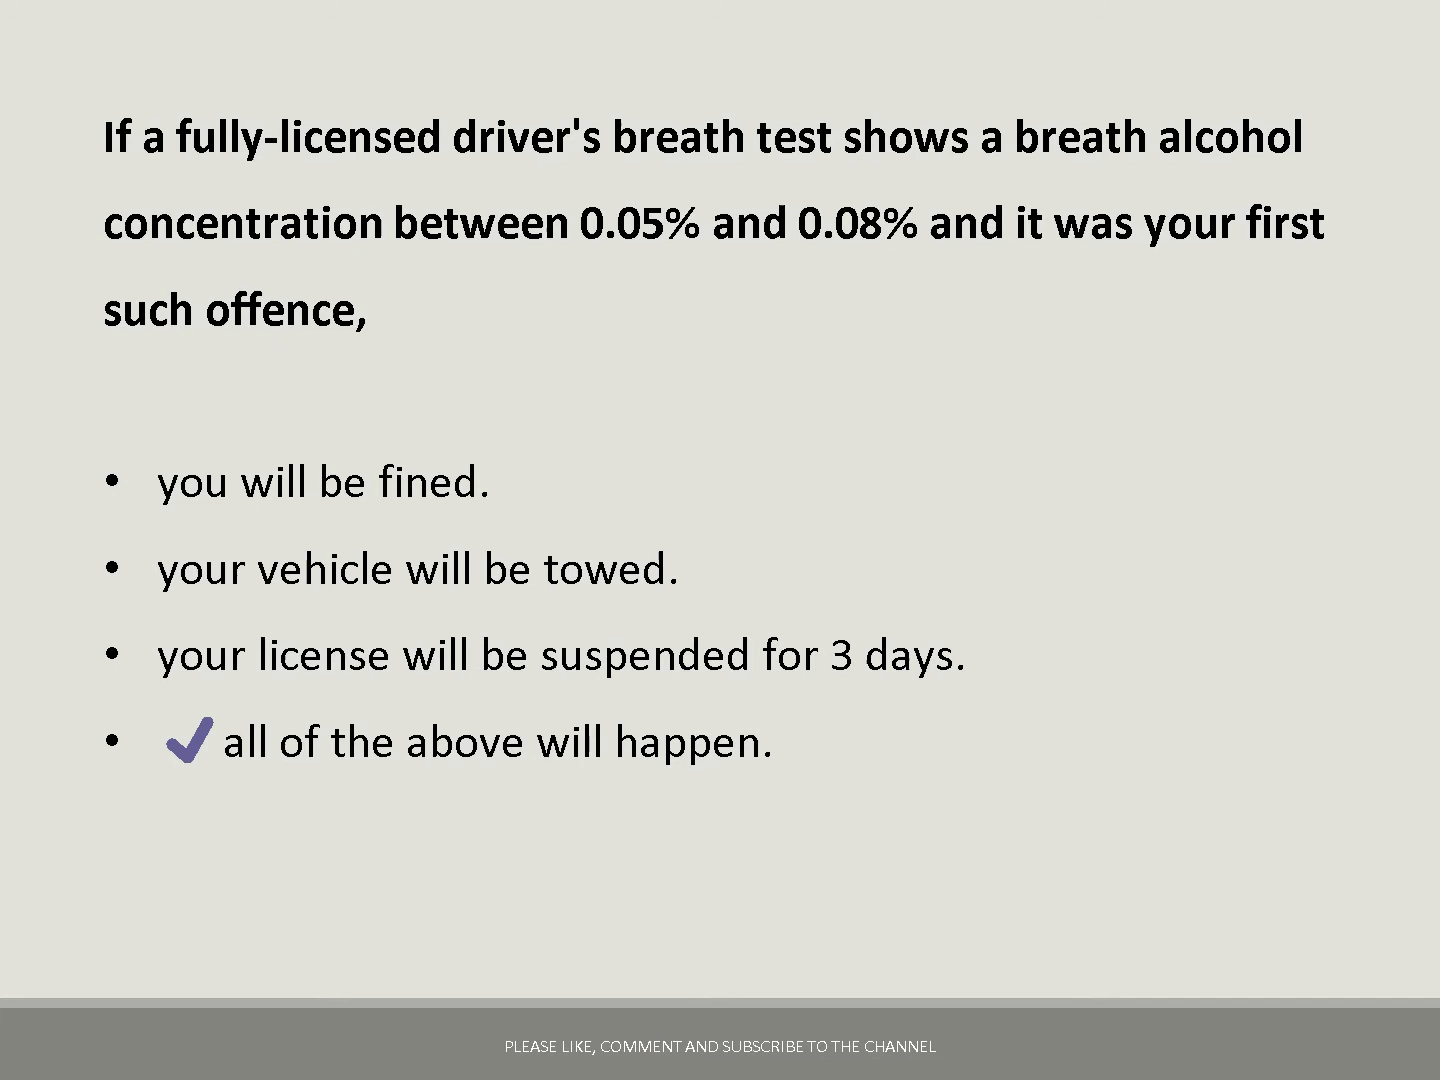 If a fully-licensed driver's breath test shows a breath alcohol
concentration between 0.05% and 0.08% and it was your first
such offence,
• you will be fined.
• your vehicle will be towed.
• your license will be suspended for 3 days.
• ✔ all of the above will happen.
PLEASE LIKE, COMMENT AND SUBSCRIBE TO THE CHANNEL